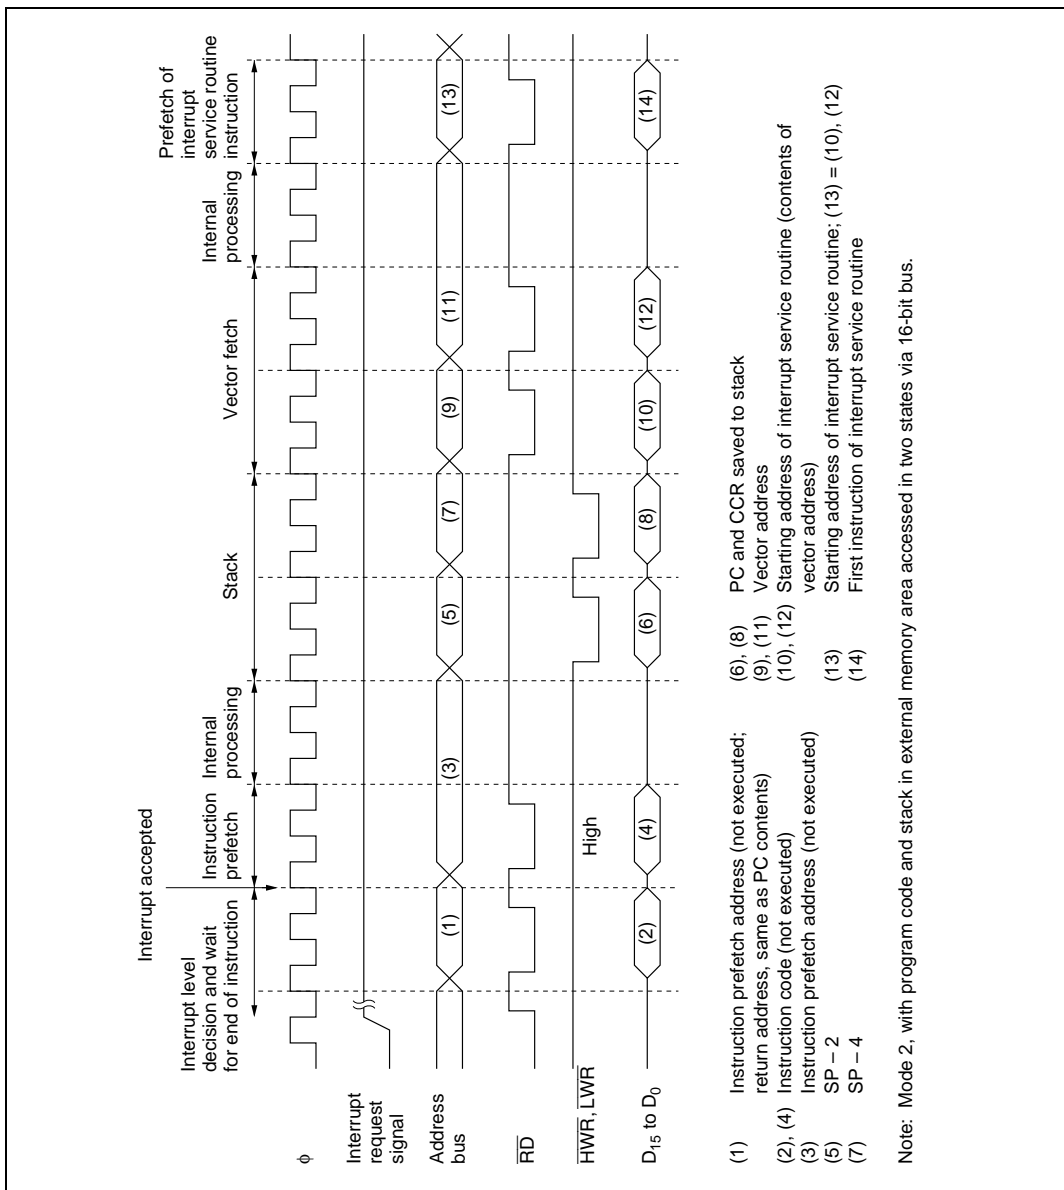 Interrupt accepted
Interrupt level
decision and wait
for end of instruction
Instruction
prefetch
Internal
processing
Stack
Vector fetch
Internal
processing
Prefetch of
interrupt
service routine
instruction
φ
Interrupt
request
signal
Address
bus
(1)
(3)
(5)
(7)
(9)
(11)
(13)
RD
HWR, LWR
High
D15 to D0
(2)
(4)
(6)
(8)
(10)
(12)
(14)
(1) Instruction prefetch address (not executed;
return address, same as PC contents)
(2), (4) Instruction code (not executed)
(3) Instruction prefetch address (not executed)
(5) SP – 2
(7) SP – 4
(6), (8) PC and CCR saved to stack
(9), (11) Vector address
(10), (12) Starting address of interrupt service routine (contents of
vector address)
(13) Starting address of interrupt service routine; (13) = (10), (12)
(14) First instruction of interrupt service routine
Note: Mode 2, with program code and stack in external memory area accessed in two states via 16-bit bus.